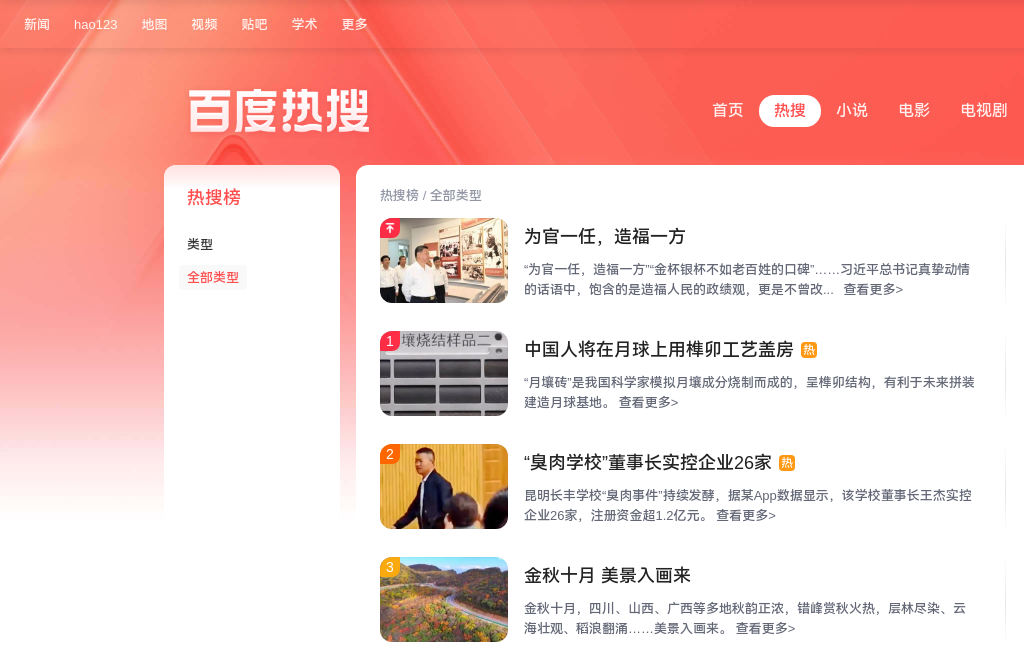 新闻 hao123 地图 视频 贴吧 学术 更多
百度热搜
首页 热搜 小说 电影 电视剧
热搜榜
类型
全部类型
热搜榜 / 全部类型
为官一任，造福一方
“为官一任，造福一方”“金杯银杯不如老百姓的口碑”……习近平总书记真挚动情
的话语中，饱含的是造福人民的政绩观，更是不曾改... 查看更多>
1
壤烧结样品二
中国人将在月球上用榫卯工艺盖房 热
“月壤砖”是我国科学家模拟月壤成分烧制而成的，呈榫卯结构，有利于未来拼装
建造月球基地。 查看更多>
2
“臭肉学校”董事长实控企业26家 热
昆明长丰学校“臭肉事件”持续发酵，据某App数据显示，该学校董事长王杰实控
企业26家，注册资金超1.2亿元。 查看更多>
3
金秋十月 美景入画来
金秋十月，四川、山西、广西等多地秋韵正浓，错峰赏秋火热，层林尽染、云
海壮观、稻浪翻涌……美景入画来。 查看更多>